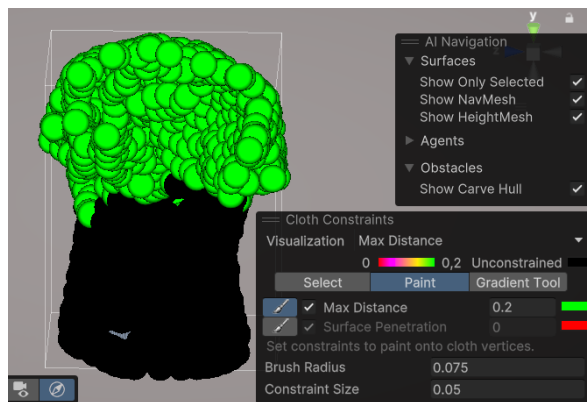 y
AI Navigation
Surfaces
Show Only Selected
Show NavMesh
Show HeightMesh
Agents
Obstacles
Show Carve Hull
Cloth Constraints
Visualization Max Distance
0 0,2 Unconstrained
Select Paint Gradient Tool
Max Distance 0.2
Surface Penetration 0
Set constraints to paint onto cloth vertices.
Brush Radius 0.075
Constraint Size 0.05